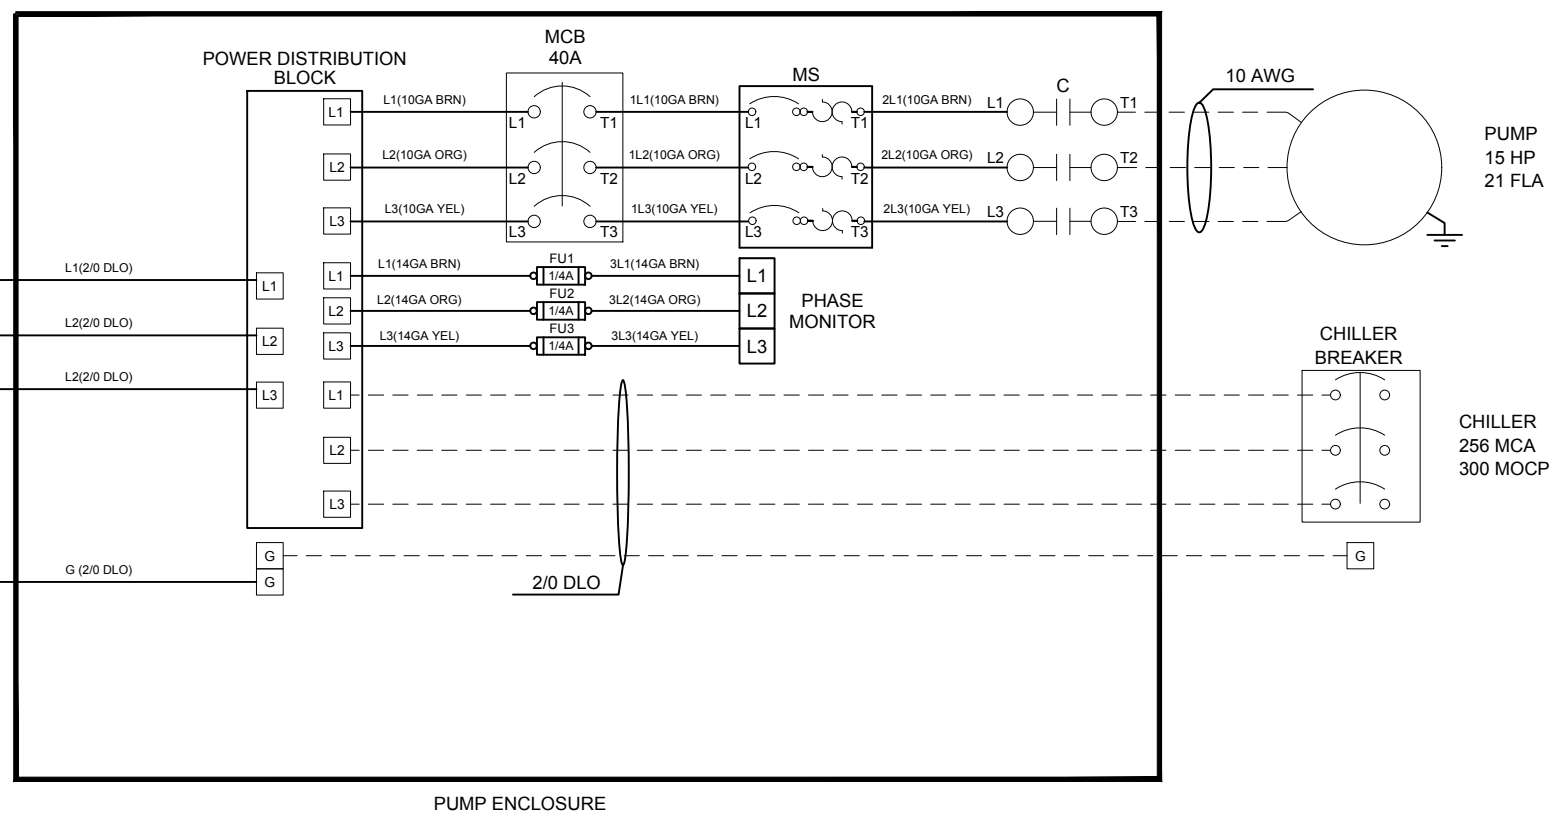 MCB
40A
POWER DISTRIBUTION
BLOCK
MS
C
10 AWG
L1
L1(10GA BRN)
L1
T1
1L1(10GA BRN)
L1
T1
2L1(10GA BRN)
L1
T1
L2
L2(10GA ORG)
L2
T2
1L2(10GA ORG)
L2
T2
2L2(10GA ORG)
L2
T2
L3
L3(10GA YEL)
L3
T3
1L3(10GA YEL)
L3
T3
2L3(10GA YEL)
L3
T3
PUMP
15 HP
21 FLA
L1(2/0 DLO)
L1
L2(2/0 DLO)
L2
L2(2/0 DLO)
L3
L1
L1(14GA BRN)
FU1
1/4A
3L1(14GA BRN)
L1
L2
L2(14GA ORG)
FU2
1/4A
3L2(14GA ORG)
L2
L3
L3(14GA YEL)
FU3
1/4A
3L3(14GA YEL)
L3
PHASE
MONITOR
CHILLER
BREAKER
L1
L2
L3
CHILLER
256 MCA
300 MOCP
G
G
G (2/0 DLO)
G
2/0 DLO
PUMP ENCLOSURE